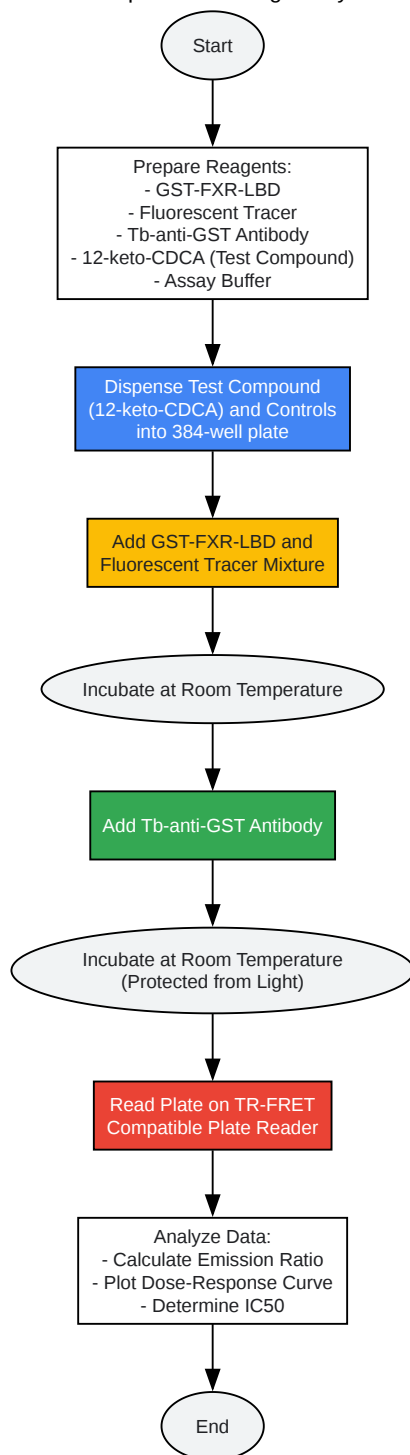 Start
Prepare Reagents:
- GST-FXR-LBD
- Fluorescent Tracer
- Tb-anti-GST Antibody
- 12-keto-CDCA (Test Compound)
- Assay Buffer
Dispense Test Compound
(12-keto-CDCA) and Controls
into 384-well plate
Add GST-FXR-LBD and
Fluorescent Tracer Mixture
Incubate at Room Temperature
Add Tb-anti-GST Antibody
Incubate at Room Temperature
(Protected from Light)
Read Plate on TR-FRET
Compatible Plate Reader
Analyze Data:
- Calculate Emission Ratio
- Plot Dose-Response Curve
- Determine IC50
End